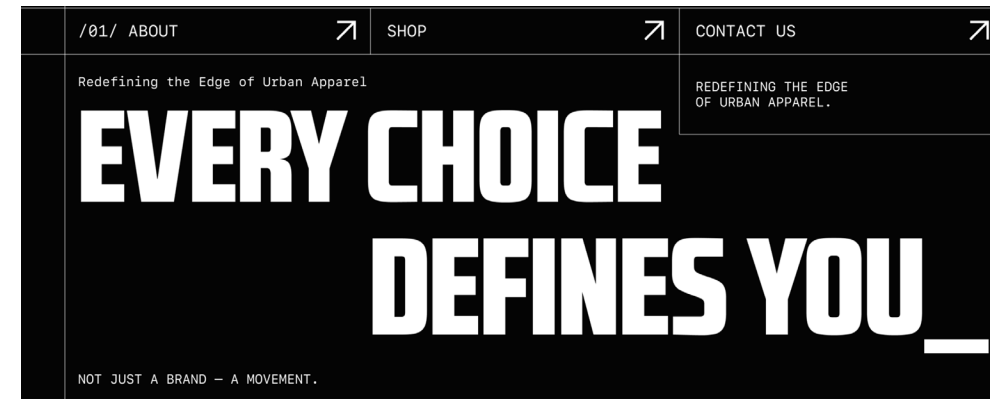 /01/ ABOUT
SHOP
CONTACT US
Redefining the Edge of Urban Apparel
REDEFINING THE EDGE
OF URBAN APPAREL.
EVERY CHOICE
DEFINES YOU_
NOT JUST A BRAND — A MOVEMENT.